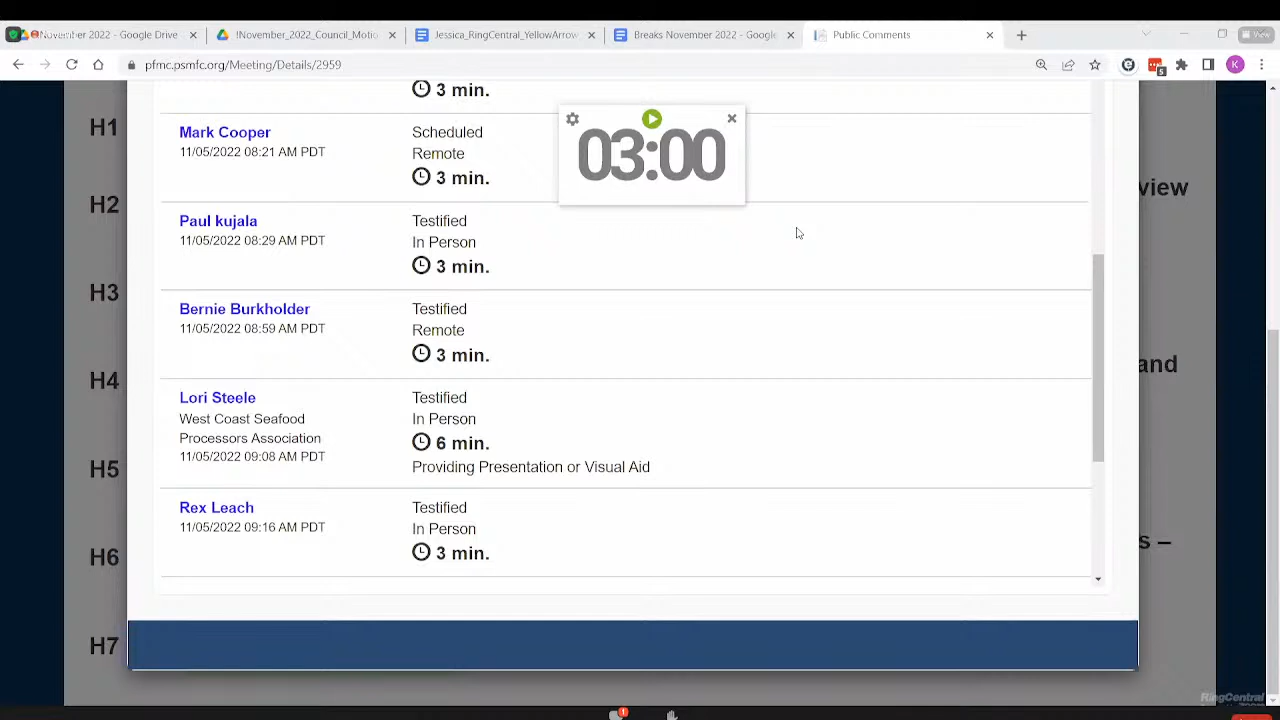 November 2022 - Google Drive
!November_2022_Council_Motio
Jessica_RingCentral_YellowArrow
Breaks November 2022 - Google
Public Comments
View
pfmc.psmfc.org/Meeting/Details/2959
5
K
3 min.
H1
Mark Cooper
Scheduled
11/05/2022 08:21 AM PDT
Remote
3 min.
03:00
view
H2
Paul kujala
Testified
11/05/2022 08:29 AM PDT
In Person
3 min.
H3
Bernie Burkholder
Testified
11/05/2022 08:59 AM PDT
Remote
3 min.
and
H4
Lori Steele
Testified
West Coast Seafood
In Person
Processors Association
6 min.
11/05/2022 09:08 AM PDT
Providing Presentation or Visual Aid
H5
Rex Leach
Testified
11/05/2022 09:16 AM PDT
In Person
3 min.
s –
H6
H7
RingCentral
1